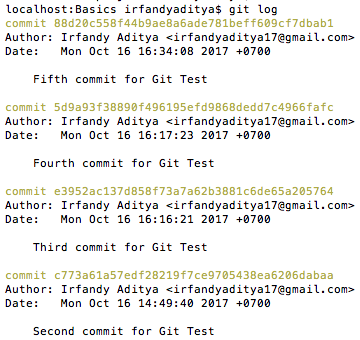 localhost:Basics irfandyaditya$ git log
commit 88d20c558f44b9ae8a6ade781beff609cf7dbab1
Author: Irfandy Aditya <irfandyaditya17@gmail.com>
Date:   Mon Oct 16 16:34:08 2017 +0700
Fifth commit for Git Test
commit 5d9a93f38890f496195efd9868dedd7c4966fafc
Author: Irfandy Aditya <irfandyaditya17@gmail.com>
Date:   Mon Oct 16 16:17:23 2017 +0700
Fourth commit for Git Test
commit e3952ac137d858f73a7a62b3881c6de65a205764
Author: Irfandy Aditya <irfandyaditya17@gmail.com>
Date:   Mon Oct 16 16:16:21 2017 +0700
Third commit for Git Test
commit c773a61a57edf28219f7ce9705438ea6206dabaa
Author: Irfandy Aditya <irfandyaditya17@gmail.com>
Date:   Mon Oct 16 14:49:40 2017 +0700
Second commit for Git Test